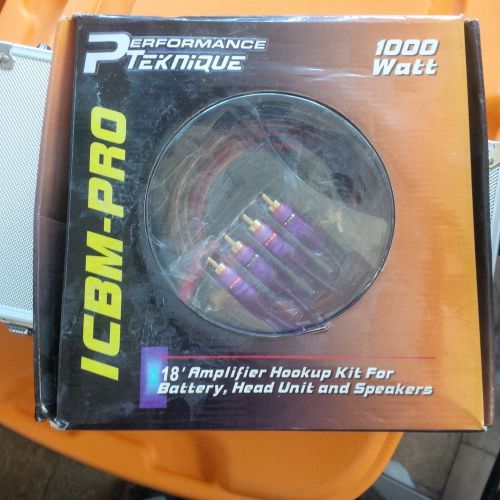 PERFORMANCE
TEKNIQUE
1000
Watt
ICBM-PRO
18' Amplifier Hookup Kit For
Battery, Head Unit and Speakers